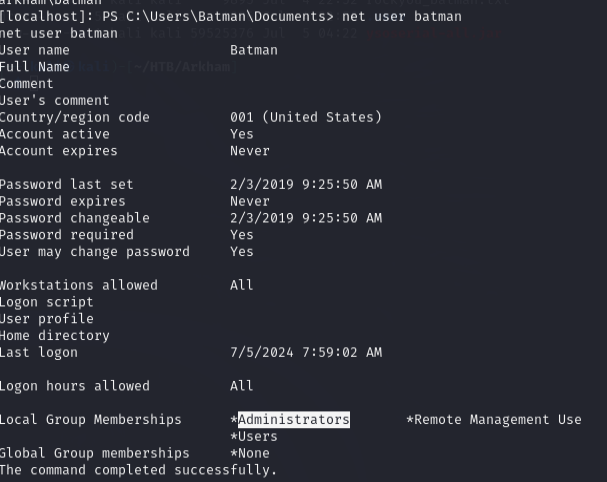 [localhost]: PS C:\Users\Batman\Documents> net user batman
net user batman
User name                    Batman
Full Name
Comment
User's comment
Country/region code          001 (United States)
Account active               Yes
Account expires              Never

Password last set            2/3/2019 9:25:50 AM
Password expires             Never
Password changeable          2/3/2019 9:25:50 AM
Password required            Yes
User may change password     Yes

Workstations allowed         All
Logon script
User profile
Home directory
Last logon                   7/5/2024 7:59:02 AM

Logon hours allowed          All

Local Group Memberships      *Administrators       *Remote Management Use
                             *Users
Global Group memberships     *None
The command completed successfully.